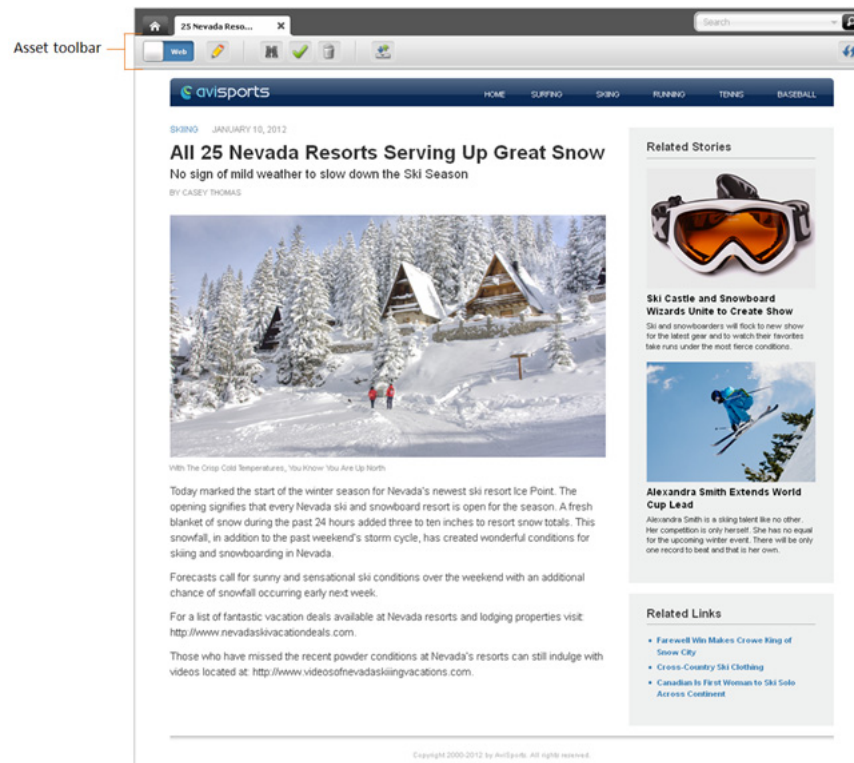 25 Nevada Reso...
Search
Asset toolbar
Web
avisports
HOME SURFING SKIING RUNNING TENNIS BASEBALL
SKIING JANUARY 10, 2012
All 25 Nevada Resorts Serving Up Great Snow
No sign of mild weather to slow down the Ski Season
BY CASEY THOMAS
With The Crisp Cold Temperatures, You Know You Are Up North
Today marked the start of the winter season for Nevada's newest ski resort Ice Point. The
opening signifies that every Nevada ski and snowboard resort is open for the season. A fresh
blanket of snow during the past 24 hours added three to ten inches to resort snow totals. This
snowfall, in addition to the past weekend's storm cycle, has created wonderful conditions for
skiing and snowboarding in Nevada.
Forecasts call for sunny and sensational ski conditions over the weekend with an additional
chance of snowfall occurring early next week.
For a list of fantastic vacation deals available at Nevada resorts and lodging properties visit:
http://www.nevadaskivacationdeals.com.
Those who have missed the recent powder conditions at Nevada's resorts can still indulge with
videos located at: http://www.videosofnevadaskiiingvacations.com.
Related Stories
Ski Castle and Snowboard
Wizards Unite to Create Show
Ski and snowboarders will flock to new show
for the latest gear and to watch their favorites
take runs under the most fierce conditions.
Alexandra Smith Extends World
Cup Lead
Alexandra Smith is a skiing talent like no other.
Her competition is only herself. She has no equal
for the upcoming winter event. There will be only
one record to beat and that is her own.
Related Links
Farewell Win Makes Crowe King of
Snow City
Cross-Country Ski Clothing
Canadian Is First Woman to Ski Solo
Across Continent
Copyright 2000-2012 by AviSports. All rights received.